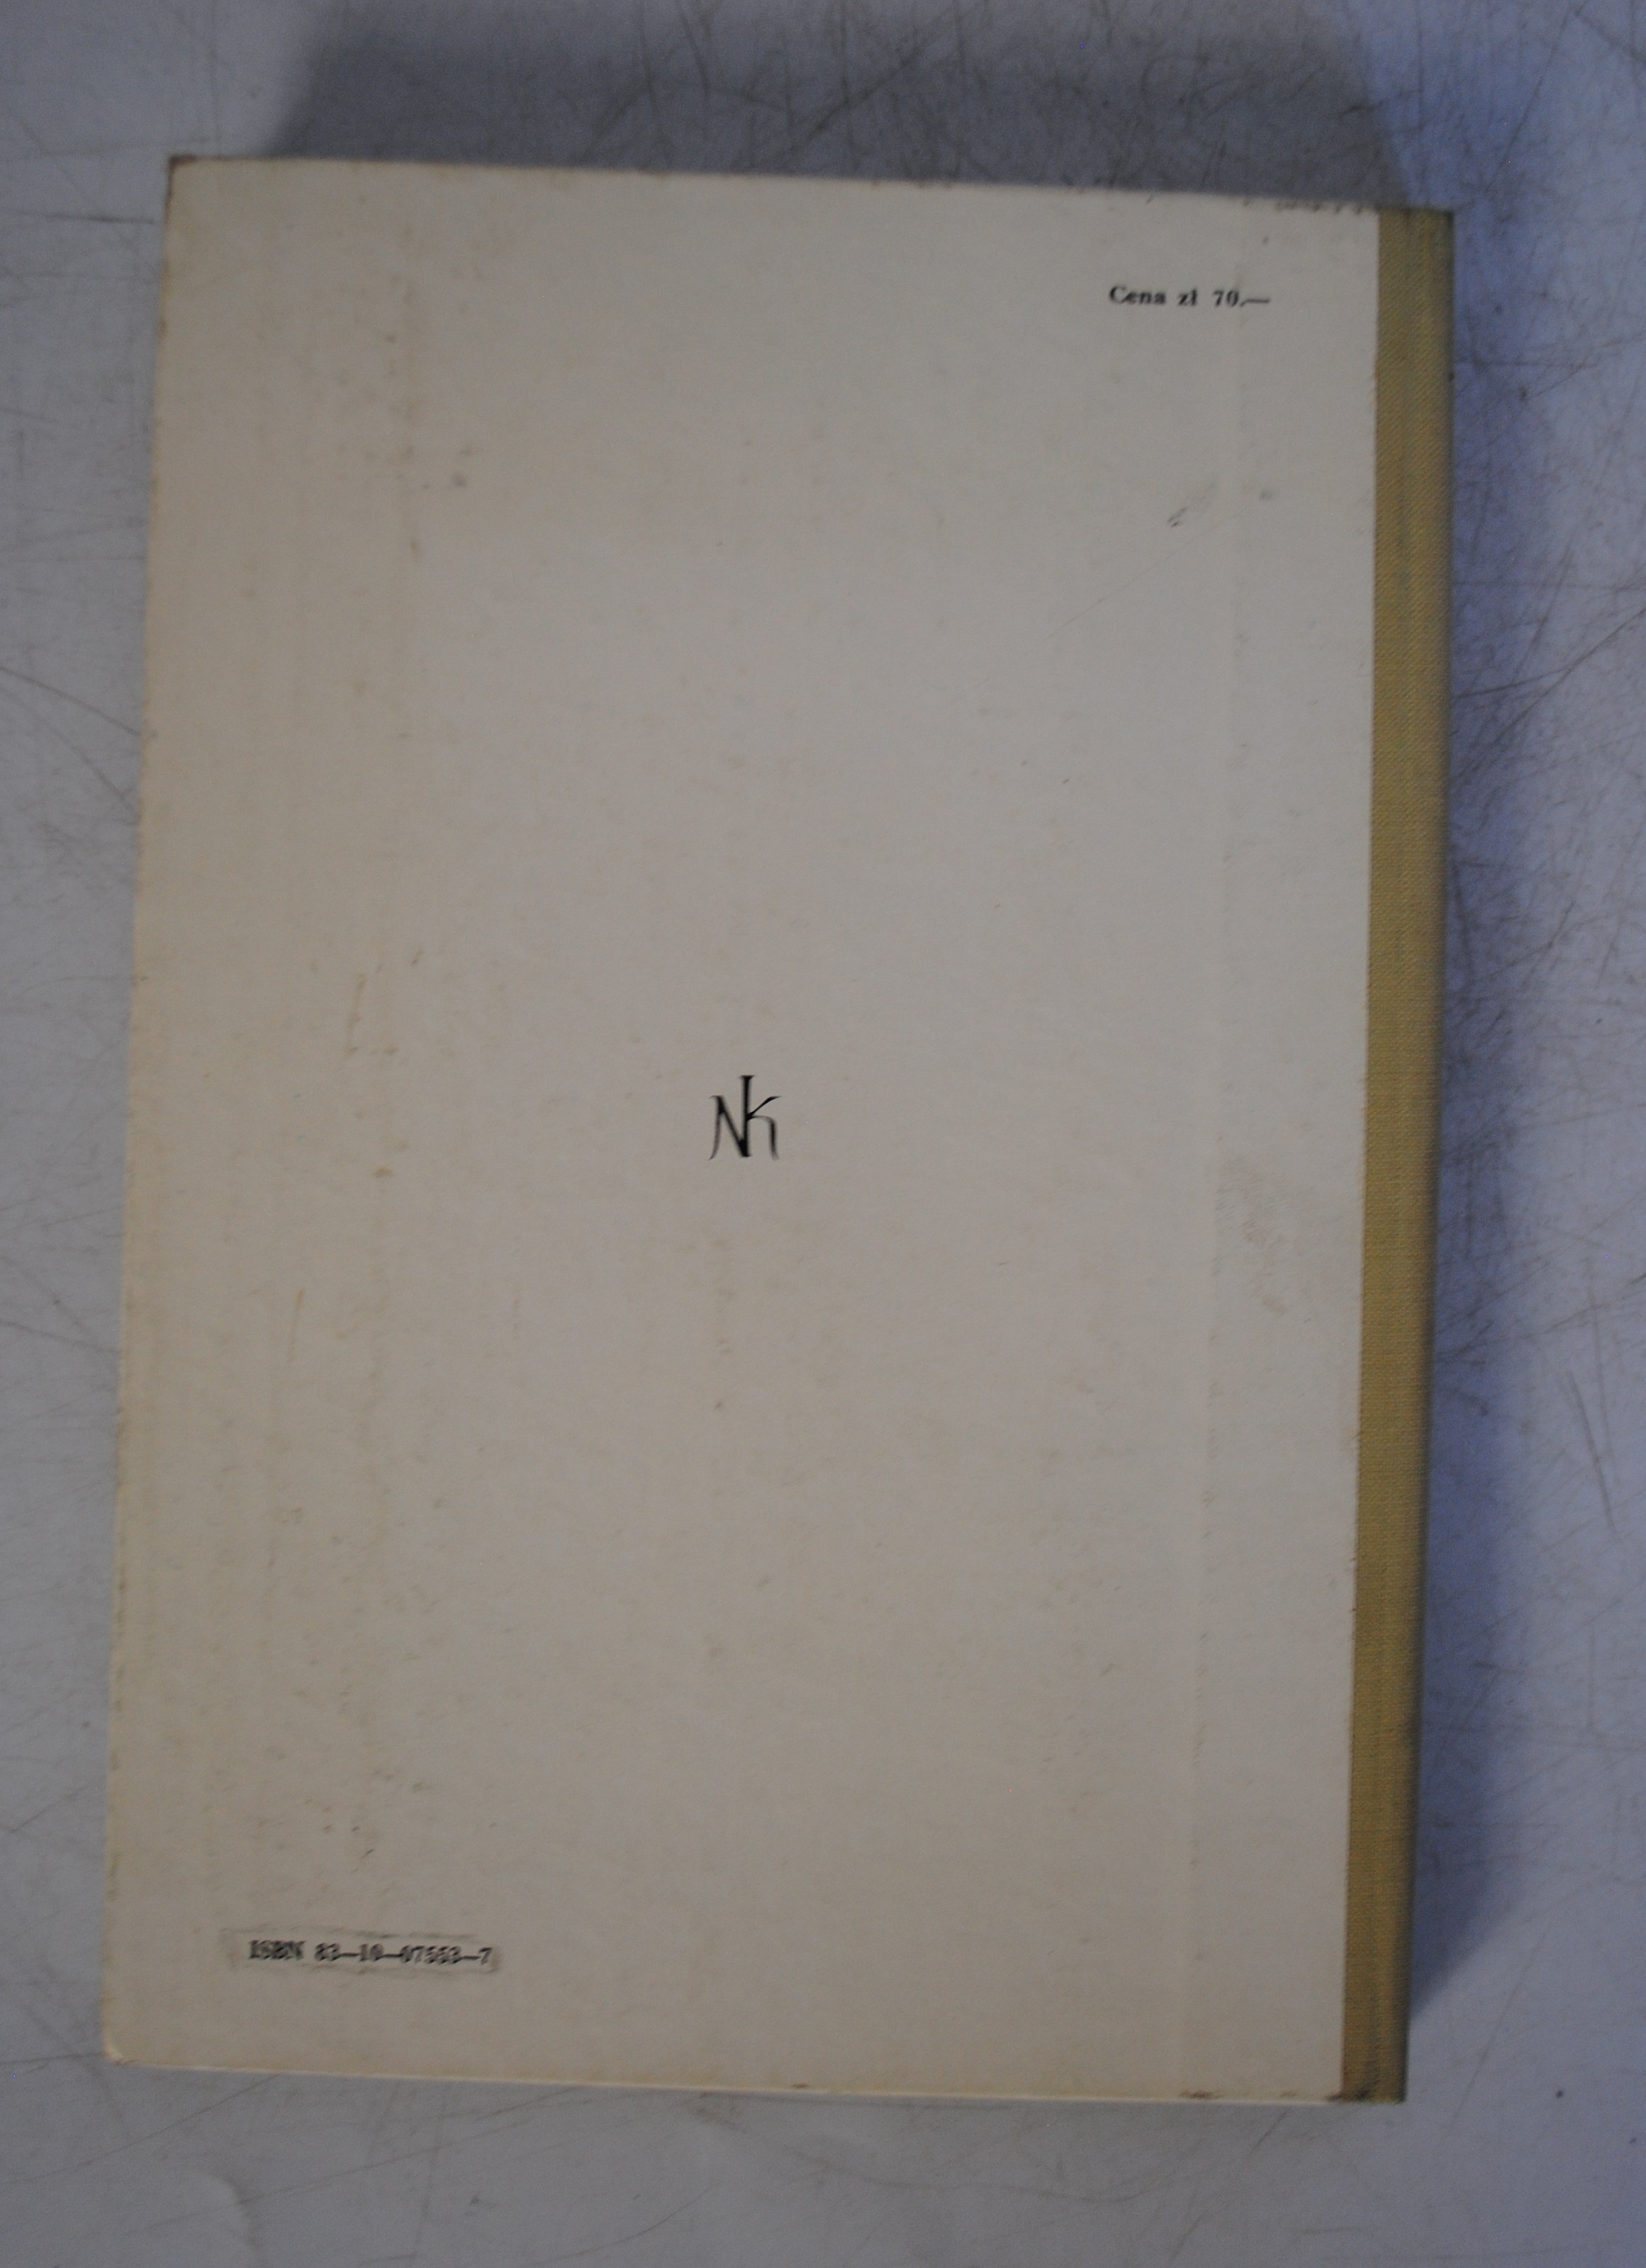 Cena zł 70,—
NK
ISBN 83—10—07553—7